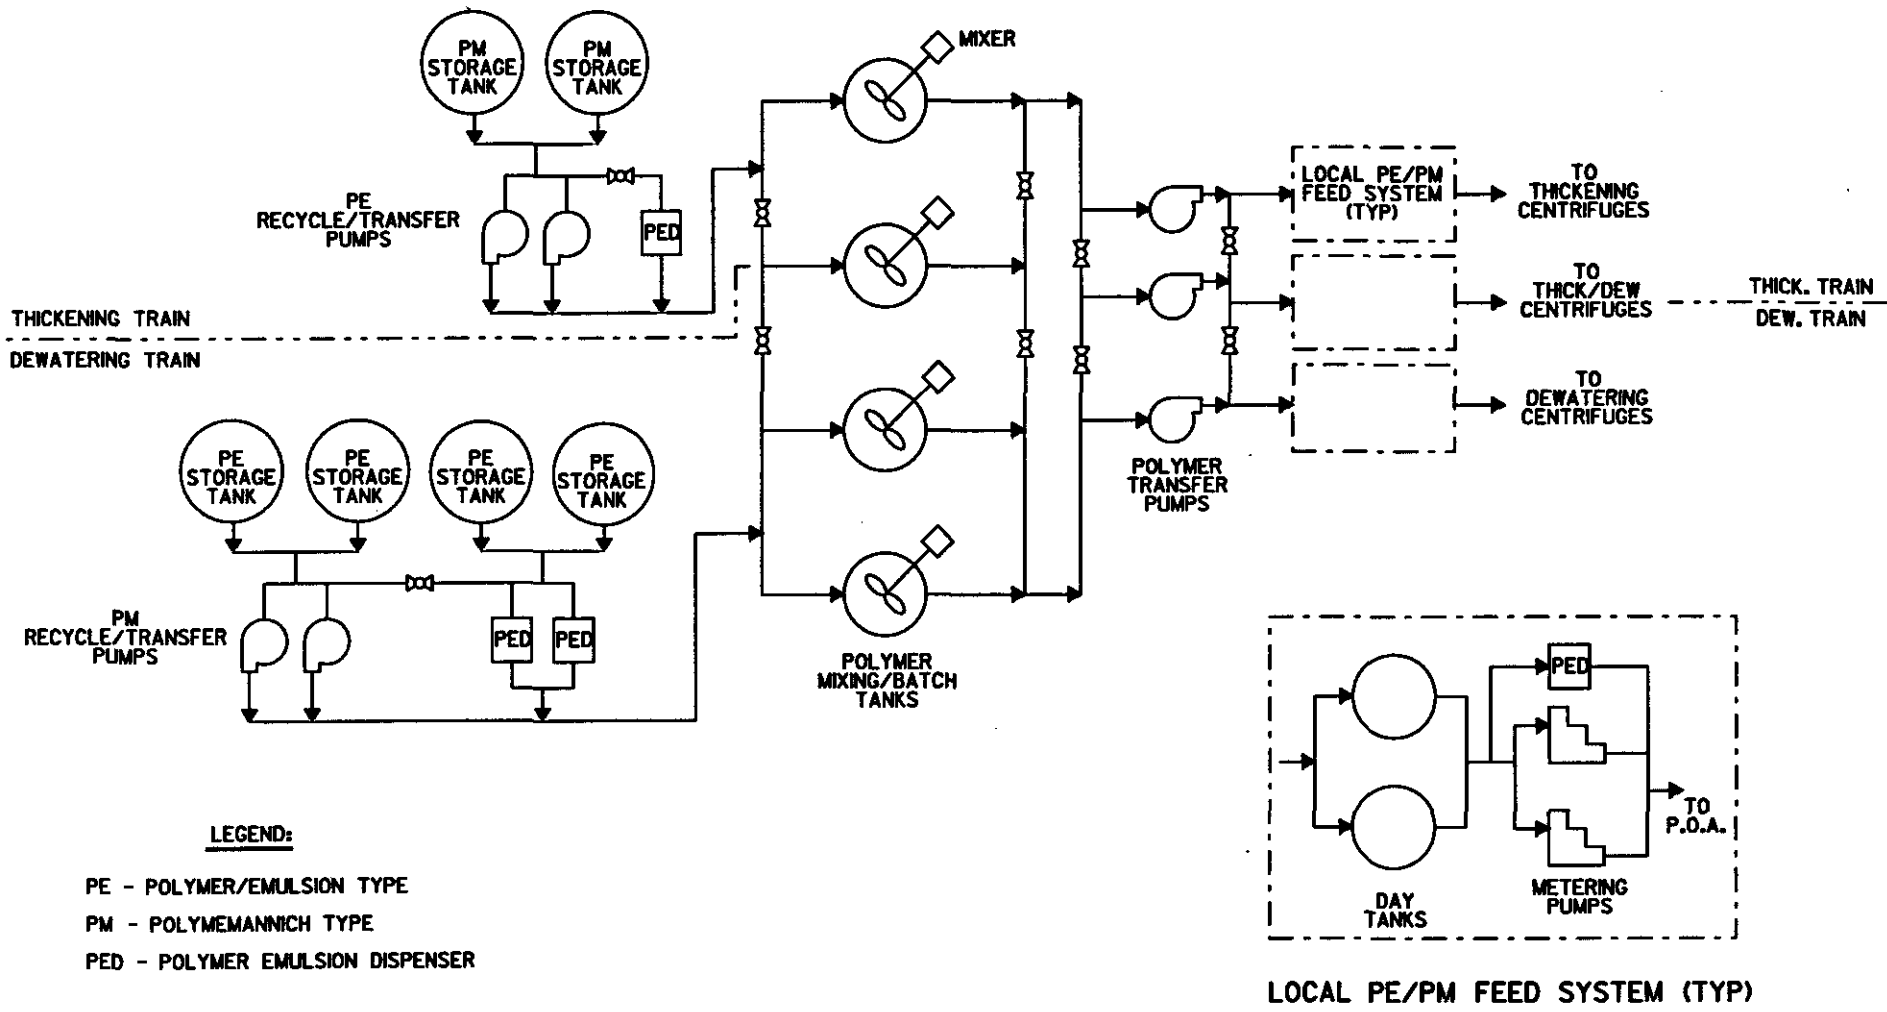 PM
STORAGE
TANK
PM
STORAGE
TANK
MIXER
PE
RECYCLE/TRANSFER
PUMPS
PED
LOCAL PE/PM
FEED SYSTEM
(TYP)
TO
THICKENING
CENTRIFUGES
TO
THICK/DEW
CENTRIFUGES
THICK. TRAIN
DEW. TRAIN
THICKENING TRAIN
DEWATERING TRAIN
TO
DEWATERING
CENTRIFUGES
PE
STORAGE
TANK
PE
STORAGE
TANK
PE
STORAGE
TANK
PE
STORAGE
TANK
POLYMER
TRANSFER
PUMPS
PM
RECYCLE/TRANSFER
PUMPS
PED
PED
POLYMER
MIXING/BATCH
TANKS
PED
TO
P.O.A.
DAY
TANKS
METERING
PUMPS
LEGEND:
PE - POLYMER/EMULSION TYPE
PM - POLYMEMANNICH TYPE
PED - POLYMER EMULSION DISPENSER
LOCAL PE/PM FEED SYSTEM (TYP)